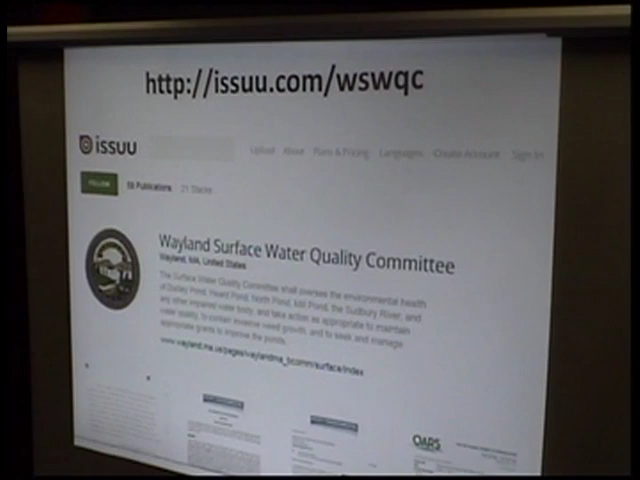 http://issuu.com/wswqc
issuu
Upload About Plans & Pricing Languages Create Account Sign In
FOLLOW 58 Publications 21 Stacks
Wayland Surface Water Quality Committee
Wayland, MA, United States
The Surface Water Quality Committee shall oversee the environmental health
of Dudley Pond, Heard Pond, North Pond, Mill Pond, the Sudbury River, and
any other impaired water body, and take action as appropriate to maintain
water quality, to contain invasive weed growth, and to seek and manage
appropriate grants to improve the ponds.
www.wayland.ma.us/pages/waylandma_bcomm/surface/index
OARS